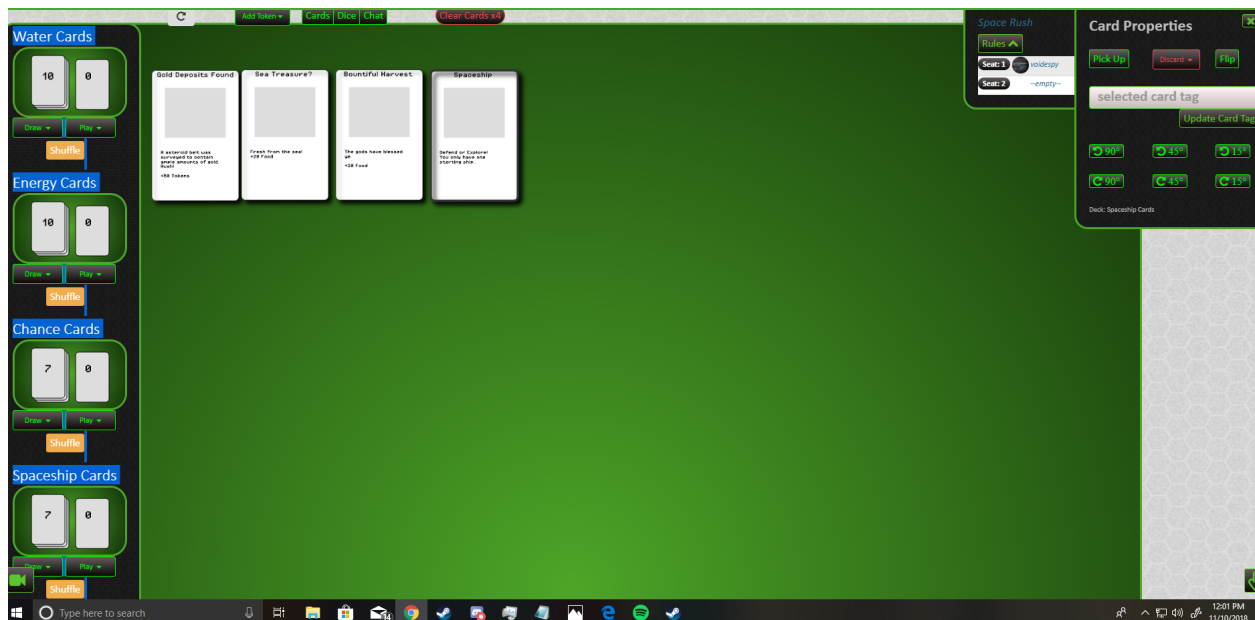 Add Token
Cards
Dice
Chat
Clear Cards x4
Water Cards
10
0
Draw
Play
Shuffle
Energy Cards
10
0
Draw
Play
Shuffle
Chance Cards
7
0
Draw
Play
Shuffle
Spaceship Cards
7
0
Draw
Play
Shuffle
Gold Deposits Found
A asteroid belt was
surveyed to contain
ample amounts of gold.
Rush!
+50 Tokens
Sea Treasure?
Fresh from the sea!
+20 Food
Bountiful Harvest
The gods have blessed
us.
+20 Food
Spaceship
Defend or Explore!
You only have one
starting ship.
Space Rush
Rules
Seat: 1
voidespy
Seat: 2
--empty--
Card Properties
Pick Up
Discard
Flip
selected card tag
Update Card Tag
90°
45°
15°
90°
45°
15°
Deck: Spaceship Cards
Type here to search
14
12:01 PM
11/10/2018